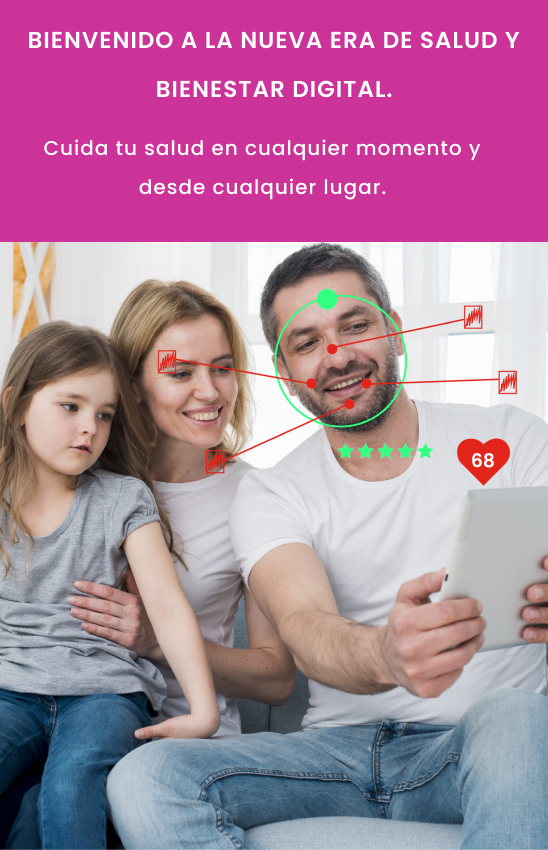 BIENVENIDO A LA NUEVA ERA DE SALUD Y
BIENESTAR DIGITAL.
Cuida tu salud en cualquier momento y
desde cualquier lugar.
68